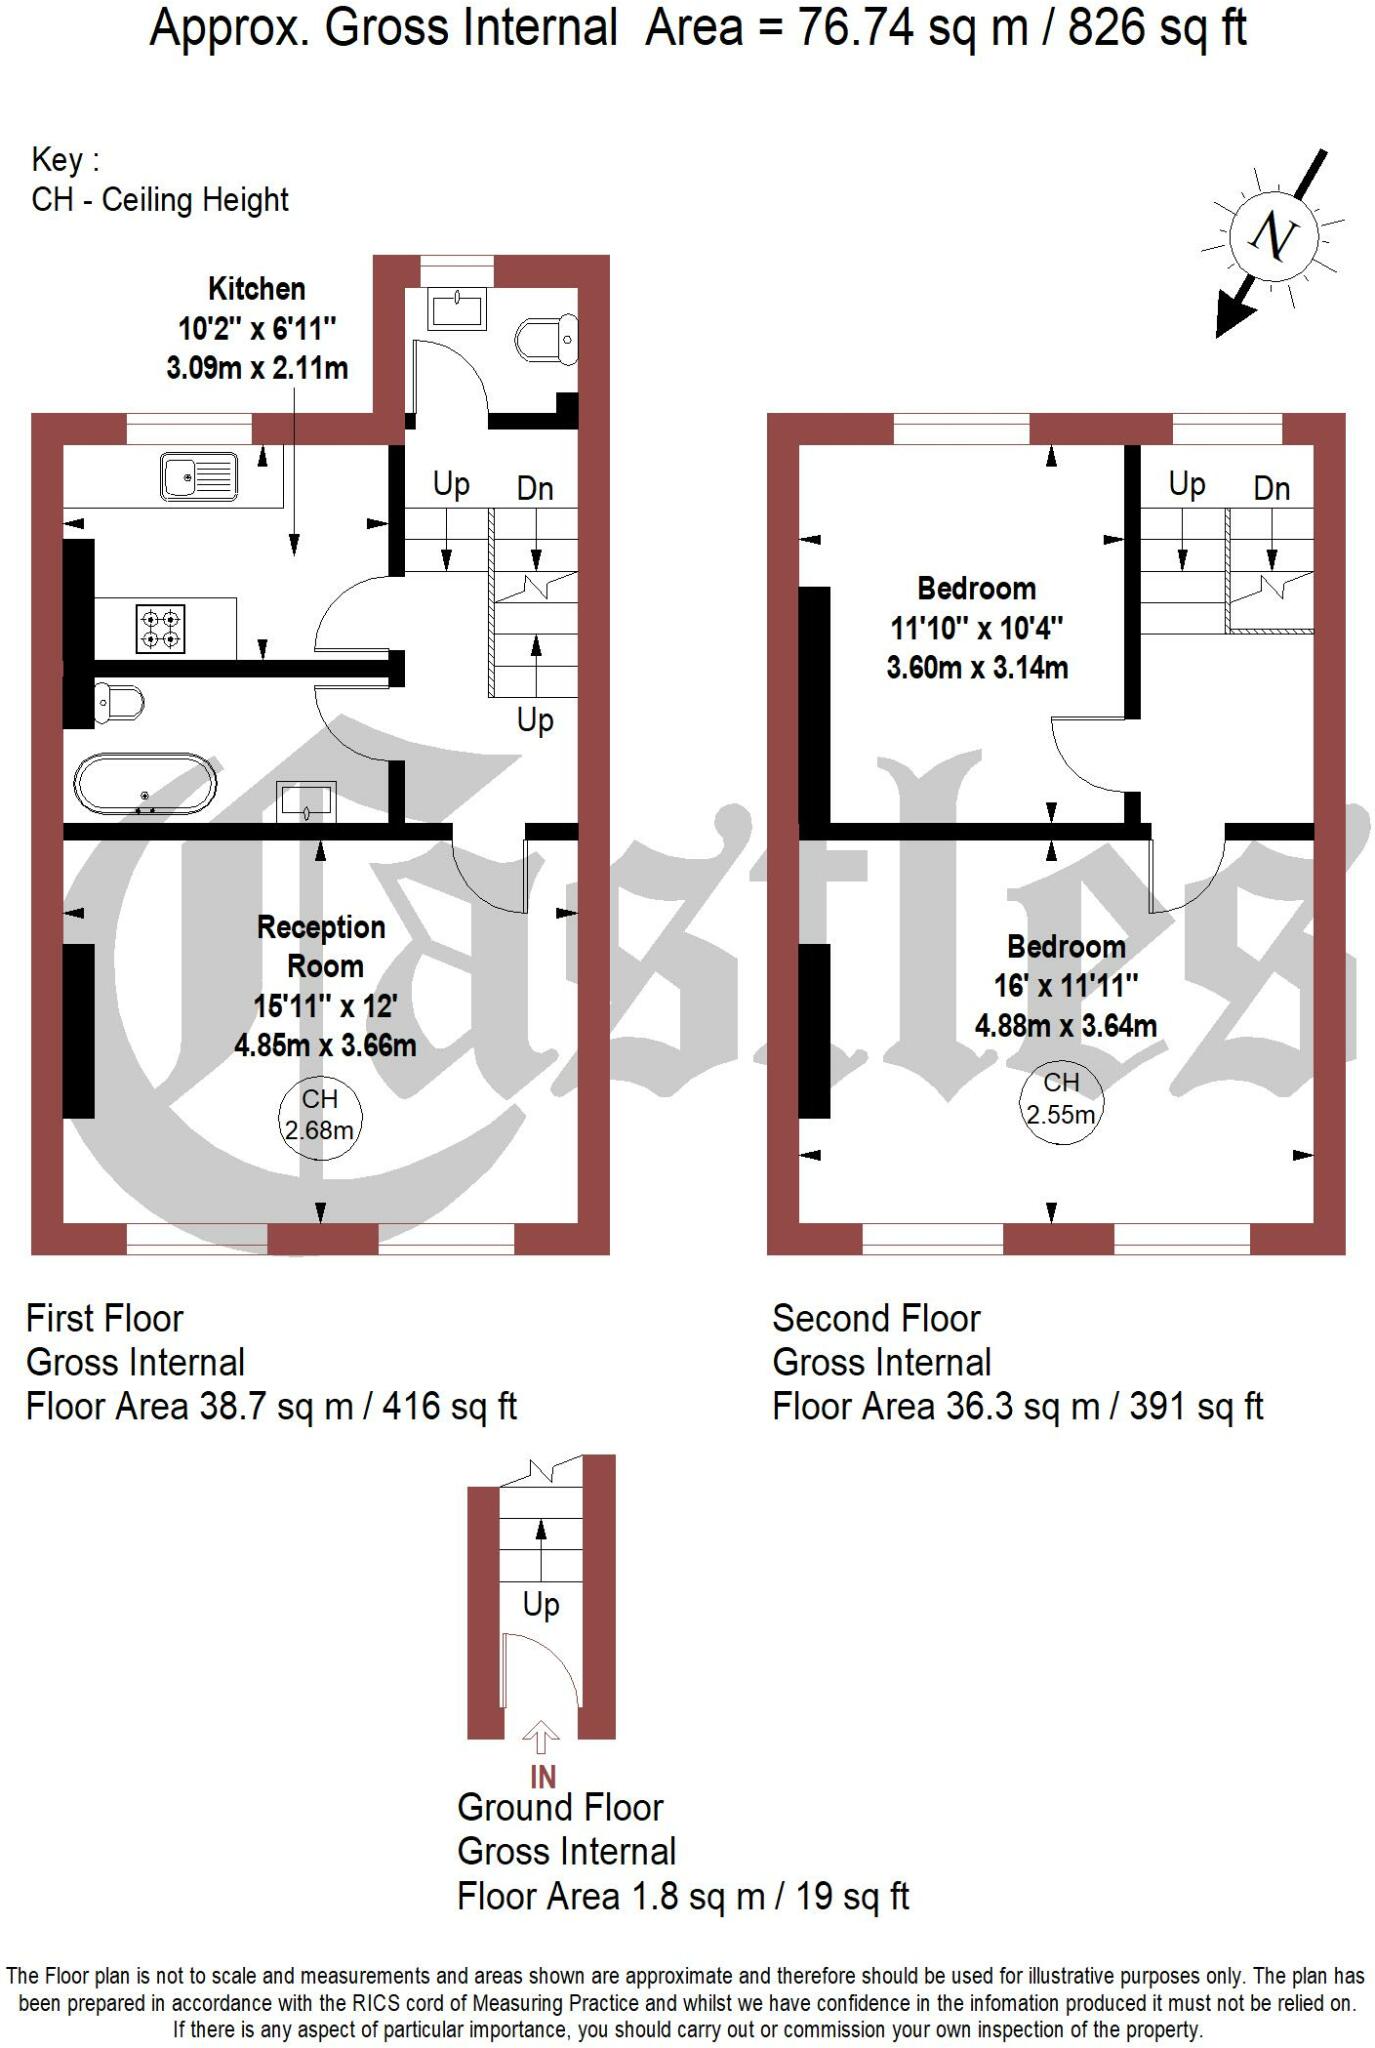 Approx. Gross Internal Area = 76.74 sq m / 826 sq ft
Key :
CH - Ceiling Height
N
Kitchen
10'2" x 6'11"
3.09m x 2.11m
Up
Dn
Up
Reception
Room
15'11" x 12'
4.85m x 3.66m
CH
2.68m
Up
Dn
Bedroom
11'10" x 10'4"
3.60m x 3.14m
Bedroom
16' x 11'11"
4.88m x 3.64m
CH
2.55m
Castles
First Floor
Gross Internal
Floor Area 38.7 sq m / 416 sq ft
Second Floor
Gross Internal
Floor Area 36.3 sq m / 391 sq ft
Up
IN
Ground Floor
Gross Internal
Floor Area 1.8 sq m / 19 sq ft
The Floor plan is not to scale and measurements and areas shown are approximate and therefore should be used for illustrative purposes only. The plan has
been prepared in accordance with the RICS cord of Measuring Practice and whilst we have confidence in the infomation produced it must not be relied on.
If there is any aspect of particular importance, you should carry out or commission your own inspection of the property.